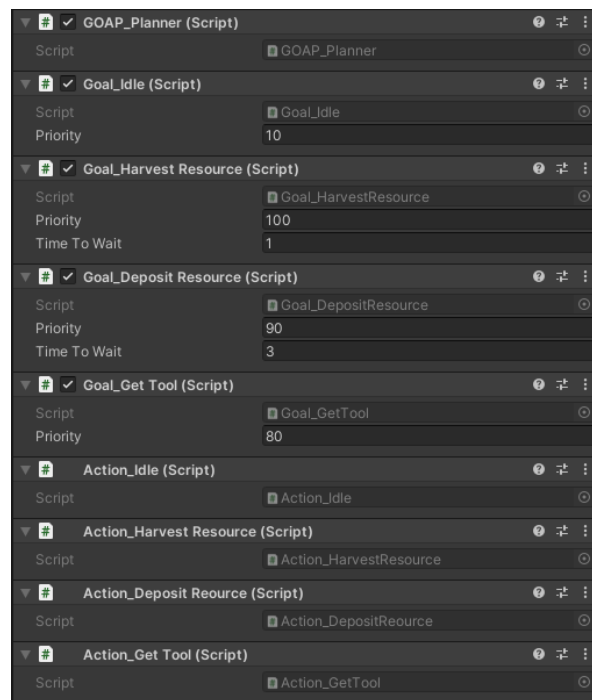 GOAP_Planner (Script)
Script GOAP_Planner
Goal_Idle (Script)
Script Goal_Idle
Priority 10
Goal_Harvest Resource (Script)
Script Goal_HarvestResource
Priority 100
Time To Wait 1
Goal_Deposit Resource (Script)
Script Goal_DepositResource
Priority 90
Time To Wait 3
Goal_Get Tool (Script)
Script Goal_GetTool
Priority 80
Action_Idle (Script)
Script Action_Idle
Action_Harvest Resource (Script)
Script Action_HarvestResource
Action_Deposit Reource (Script)
Script Action_DepositReource
Action_Get Tool (Script)
Script Action_GetTool